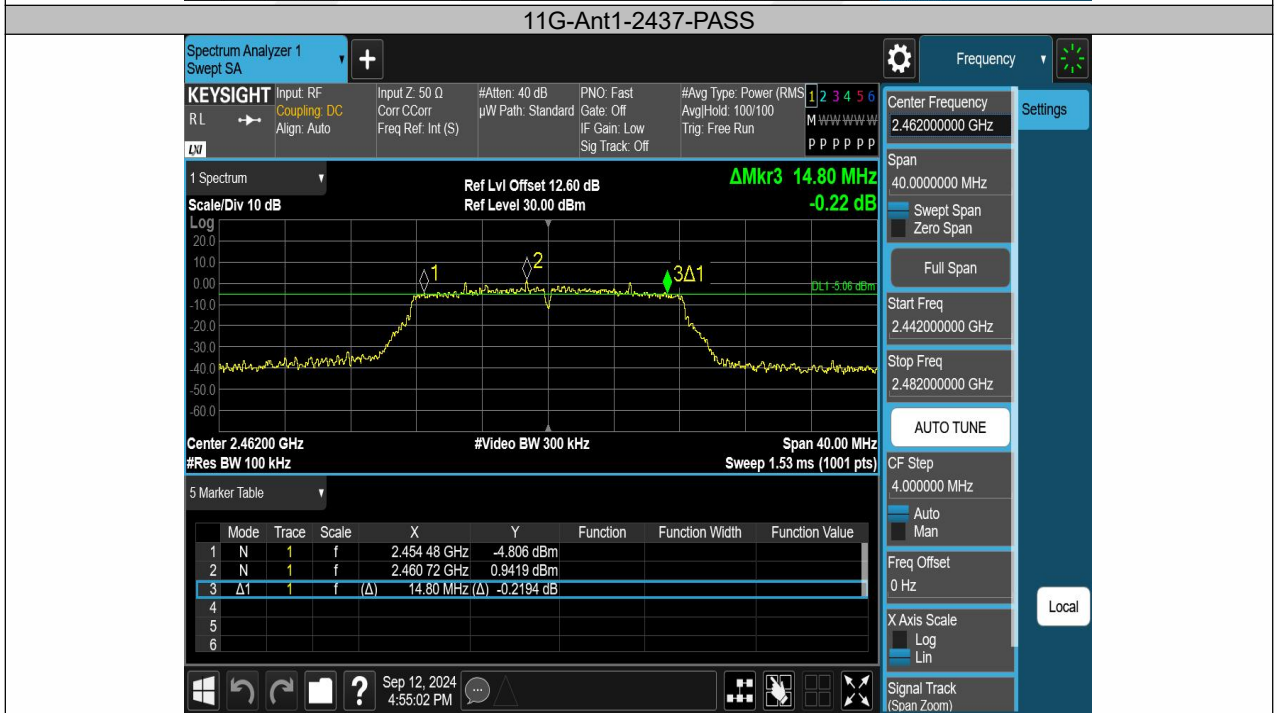 11G-Ant1-2437-PASS
Spectrum Analyzer 1
Swept SA
+
Frequency
KEYSIGHT
RL
LXI
Input: RF
Coupling: DC
Align: Auto
Input Z: 50 Ω
Corr CCorr
Freq Ref: Int (S)
#Atten: 40 dB
µW Path: Standard
PNO: Fast
Gate: Off
IF Gain: Low
Sig Track: Off
#Avg Type: Power (RMS
Avg|Hold: 100/100
Trig: Free Run
1 2 3 4 5 6
M W W W W W
P P P P P P
Center Frequency
2.462000000 GHz
Settings
Span
40.0000000 MHz
Swept Span
Zero Span
Full Span
Start Freq
2.442000000 GHz
Stop Freq
2.482000000 GHz
AUTO TUNE
CF Step
4.000000 MHz
Auto
Man
Freq Offset
0 Hz
X Axis Scale
Log
Lin
Signal Track
(Span Zoom)
Local
1 Spectrum
Scale/Div 10 dB
Ref Lvl Offset 12.60 dB
Ref Level 30.00 dBm
ΔMkr3 14.80 MHz
-0.22 dB
Log
20.0
10.0
0.00
-10.0
-20.0
-30.0
-40.0
-50.0
-60.0
1
2
3Δ1
DL1 -5.06 dBm
Center 2.46200 GHz
#Video BW 300 kHz
Span 40.00 MHz
#Res BW 100 kHz
Sweep 1.53 ms (1001 pts)
5 Marker Table
Mode Trace Scale X Y Function Function Width Function Value
1 N 1 f 2.454 48 GHz -4.806 dBm
2 N 1 f 2.460 72 GHz 0.9419 dBm
3 Δ1 1 f (Δ) 14.80 MHz (Δ) -0.2194 dB
4
5
6
?
Sep 12, 2024
4:55:02 PM